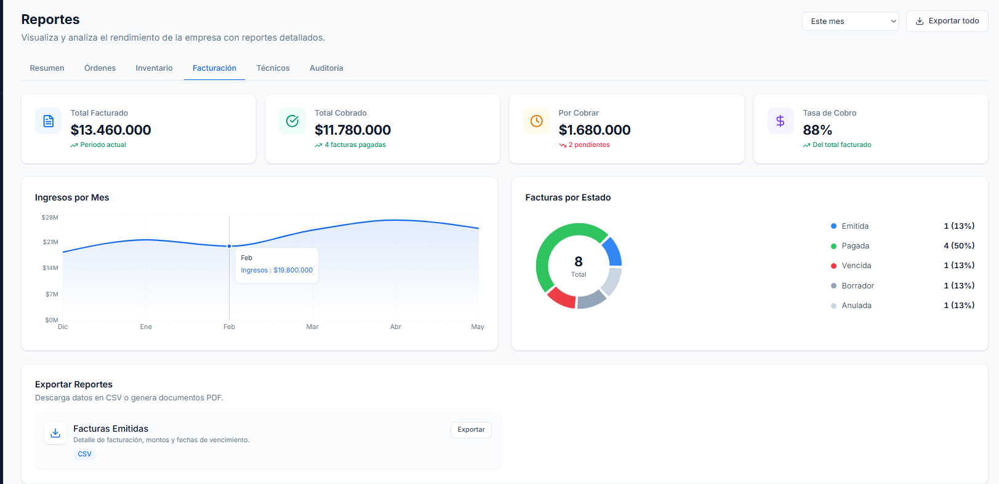 Reportes
Visualiza y analiza el rendimiento de la empresa con reportes detallados.
Este mes
Exportar todo
Resumen
Órdenes
Inventario
Facturación
Técnicos
Auditoría
Total Facturado
$13.460.000
Período actual
Total Cobrado
$11.780.000
4 facturas pagadas
Por Cobrar
$1.680.000
2 pendientes
Tasa de Cobro
88%
Del total facturado
Ingresos por Mes
$28M
$21M
$14M
$7M
$0M
Feb
Ingresos : $19.800.000
Dic
Ene
Feb
Mar
Abr
May
Facturas por Estado
8
Total
Emitida 1 (13%)
Pagada 4 (50%)
Vencida 1 (13%)
Borrador 1 (13%)
Anulada 1 (13%)
Exportar Reportes
Descarga datos en CSV o genera documentos PDF.
Facturas Emitidas
Detalle de facturación, montos y fechas de vencimiento.
CSV
Exportar